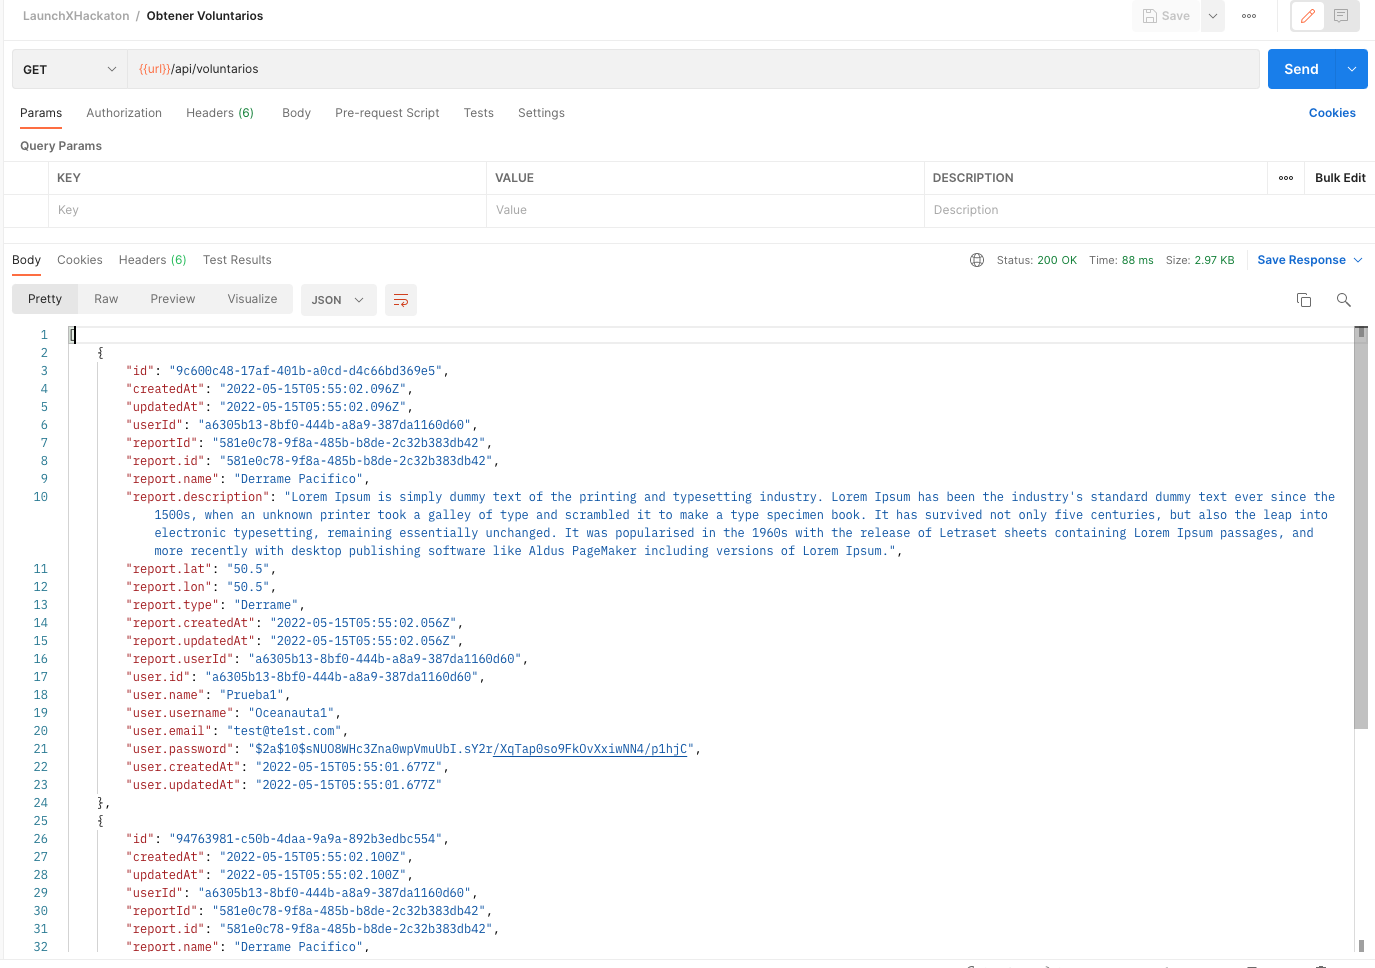 LaunchXHackaton / Obtener Voluntarios
Save
GET
{{url}}/api/voluntarios
Send
Params Authorization Headers (6) Body Pre-request Script Tests Settings Cookies
Query Params
KEY VALUE DESCRIPTION Bulk Edit
Key Value Description
Body Cookies Headers (6) Test Results Status: 200 OK Time: 88 ms Size: 2.97 KB Save Response
Pretty Raw Preview Visualize JSON
1 [
2 {
3 "id": "9c600c48-17af-401b-a0cd-d4c66bd369e5",
4 "createdAt": "2022-05-15T05:55:02.096Z",
5 "updatedAt": "2022-05-15T05:55:02.096Z",
6 "userId": "a6305b13-8bf0-444b-a8a9-387da1160d60",
7 "reportId": "581e0c78-9f8a-485b-b8de-2c32b383db42",
8 "report.id": "581e0c78-9f8a-485b-b8de-2c32b383db42",
9 "report.name": "Derrame Pacifico",
10 "report.description": "Lorem Ipsum is simply dummy text of the printing and typesetting industry. Lorem Ipsum has been the industry's standard dummy text ever since the
1500s, when an unknown printer took a galley of type and scrambled it to make a type specimen book. It has survived not only five centuries, but also the leap into
electronic typesetting, remaining essentially unchanged. It was popularised in the 1960s with the release of Letraset sheets containing Lorem Ipsum passages, and
more recently with desktop publishing software like Aldus PageMaker including versions of Lorem Ipsum.",
11 "report.lat": "50.5",
12 "report.lon": "50.5",
13 "report.type": "Derrame",
14 "report.createdAt": "2022-05-15T05:55:02.056Z",
15 "report.updatedAt": "2022-05-15T05:55:02.056Z",
16 "report.userId": "a6305b13-8bf0-444b-a8a9-387da1160d60",
17 "user.id": "a6305b13-8bf0-444b-a8a9-387da1160d60",
18 "user.name": "Prueba1",
19 "user.username": "Oceanauta1",
20 "user.email": "test@te1st.com",
21 "user.password": "$2a$10$sNUO8WHc3Zna0wpVmuUbI.sY2r/XqTap0so9FkOvXxiwNN4/p1hjC",
22 "user.createdAt": "2022-05-15T05:55:01.677Z",
23 "user.updatedAt": "2022-05-15T05:55:01.677Z"
24 },
25 {
26 "id": "94763981-c50b-4daa-9a9a-892b3edbc554",
27 "createdAt": "2022-05-15T05:55:02.100Z",
28 "updatedAt": "2022-05-15T05:55:02.100Z",
29 "userId": "a6305b13-8bf0-444b-a8a9-387da1160d60",
30 "reportId": "581e0c78-9f8a-485b-b8de-2c32b383db42",
31 "report.id": "581e0c78-9f8a-485b-b8de-2c32b383db42",
32 "report.name": "Derrame Pacifico",